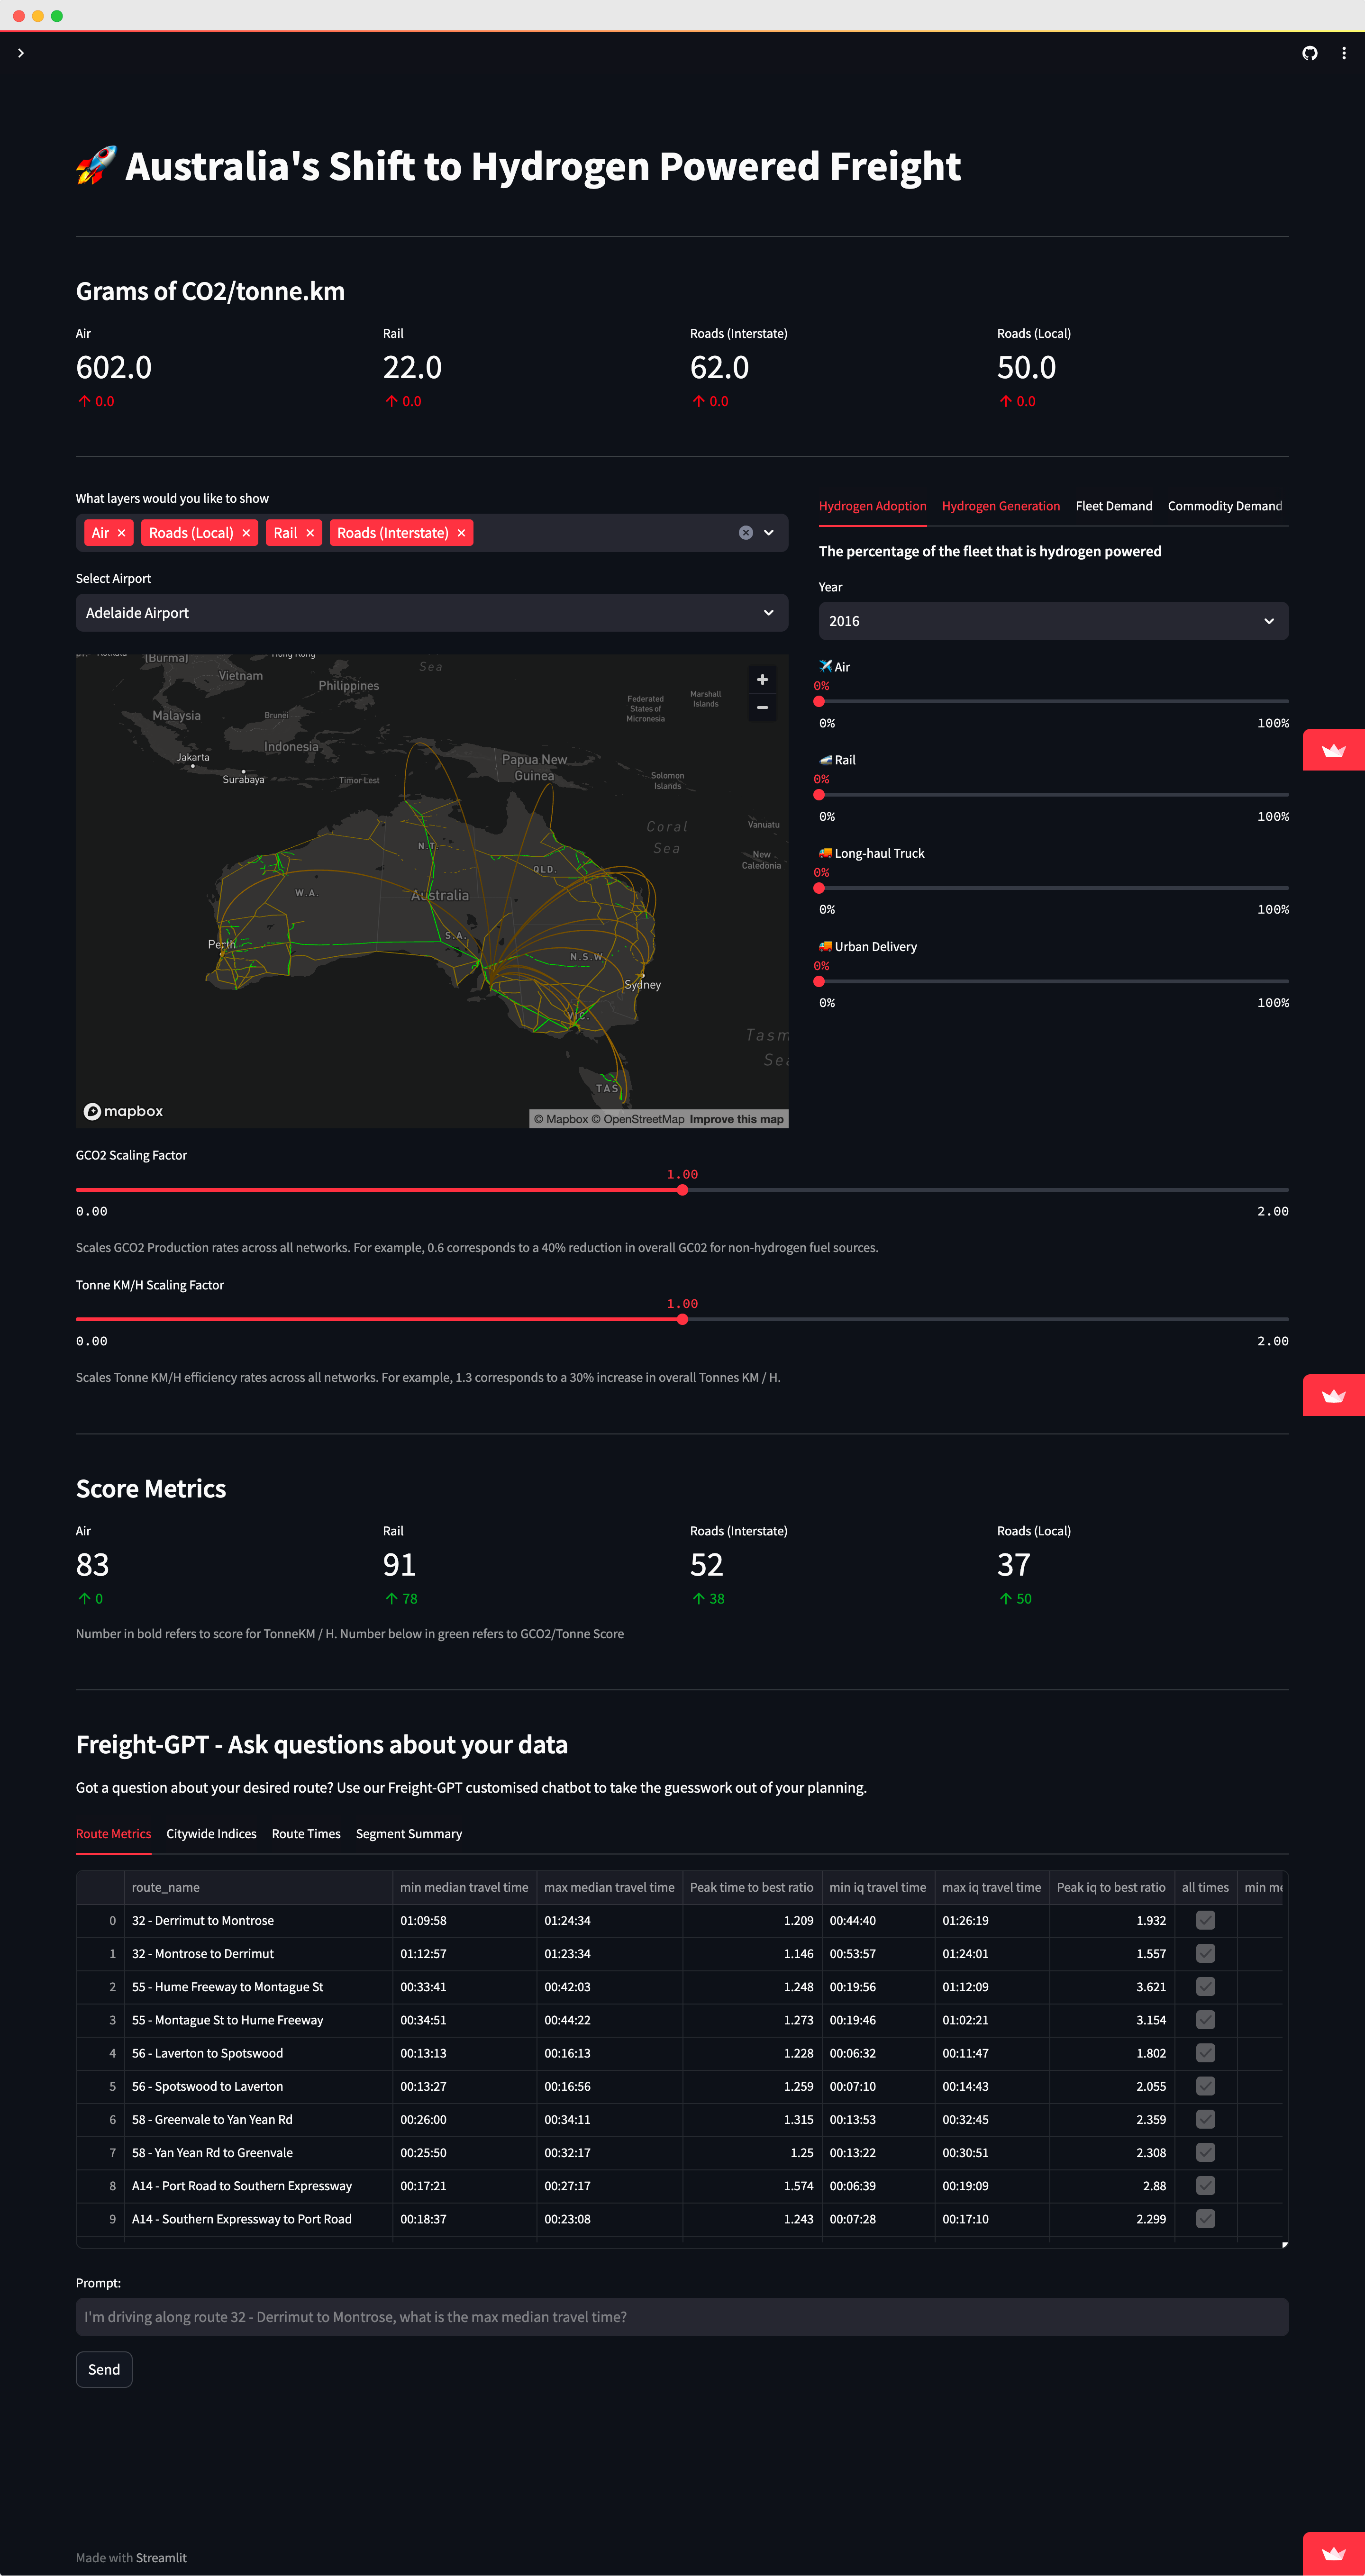 🚀 Australia's Shift to Hydrogen Powered Freight
Grams of CO2/tonne.km
Air
602.0
↑ 0.0
Rail
22.0
↑ 0.0
Roads (Interstate)
62.0
↑ 0.0
Roads (Local)
50.0
↑ 0.0
What layers would you like to show
Air × Roads (Local) × Rail × Roads (Interstate) ×
Select Airport
Adelaide Airport
(Burma)
Hong Kong
Sea
Vietnam
Philippines
Federated
States of
Micronesia
Marshall
Islands
Malaysia
Brunei
Indonesia
Jakarta
Surabaya
Timor Lest
Papua New
Guinea
Solomon
Islands
Coral
Sea
Vanuatu
New
Caledonia
N.T.
QLD.
W.A.
Australia
S.A.
Perth
N.S.W.
Sydney
V.C.
Tasm
Sea
TAS
mapbox
© Mapbox © OpenStreetMap Improve this map
Hydrogen Adoption Hydrogen Generation Fleet Demand Commodity Demand
The percentage of the fleet that is hydrogen powered
Year
2016
✈️ Air
0%
0% 100%
🚅 Rail
0%
0% 100%
🚚 Long-haul Truck
0%
0% 100%
🚚 Urban Delivery
0%
0% 100%
GCO2 Scaling Factor
1.00
0.00 2.00
Scales GCO2 Production rates across all networks. For example, 0.6 corresponds to a 40% reduction in overall GC02 for non-hydrogen fuel sources.
Tonne KM/H Scaling Factor
1.00
0.00 2.00
Scales Tonne KM/H efficiency rates across all networks. For example, 1.3 corresponds to a 30% increase in overall Tonnes KM / H.
Score Metrics
Air
83
↑ 0
Rail
91
↑ 78
Roads (Interstate)
52
↑ 38
Roads (Local)
37
↑ 50
Number in bold refers to score for TonneKM / H. Number below in green refers to GCO2/Tonne Score
Freight-GPT - Ask questions about your data
Got a question about your desired route? Use our Freight-GPT customised chatbot to take the guesswork out of your planning.
Route Metrics Citywide Indices Route Times Segment Summary
route_name min median travel time max median travel time Peak time to best ratio min iq travel time max iq travel time Peak iq to best ratio all times min me
0 32 - Derrimut to Montrose 01:09:58 01:24:34 1.209 00:44:40 01:26:19 1.932
1 32 - Montrose to Derrimut 01:12:57 01:23:34 1.146 00:53:57 01:24:01 1.557
2 55 - Hume Freeway to Montague St 00:33:41 00:42:03 1.248 00:19:56 01:12:09 3.621
3 55 - Montague St to Hume Freeway 00:34:51 00:44:22 1.273 00:19:46 01:02:21 3.154
4 56 - Laverton to Spotswood 00:13:13 00:16:13 1.228 00:06:32 00:11:47 1.802
5 56 - Spotswood to Laverton 00:13:27 00:16:56 1.259 00:07:10 00:14:43 2.055
6 58 - Greenvale to Yan Yean Rd 00:26:00 00:34:11 1.315 00:13:53 00:32:45 2.359
7 58 - Yan Yean Rd to Greenvale 00:25:50 00:32:17 1.25 00:13:22 00:30:51 2.308
8 A14 - Port Road to Southern Expressway 00:17:21 00:27:17 1.574 00:06:39 00:19:09 2.88
9 A14 - Southern Expressway to Port Road 00:18:37 00:23:08 1.243 00:07:28 00:17:10 2.299
Prompt:
I'm driving along route 32 - Derrimut to Montrose, what is the max median travel time?
Send
Made with Streamlit